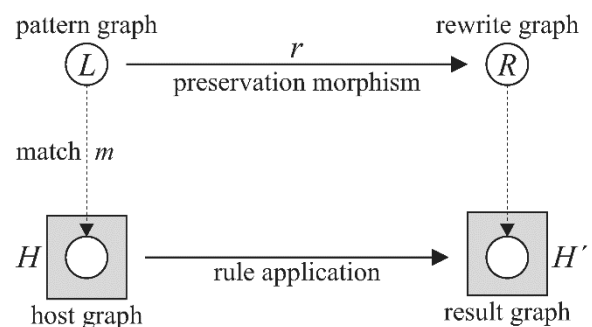 pattern graph
rewrite graph
L
r
R
preservation morphism
match m
H
H′
rule application
host graph
result graph